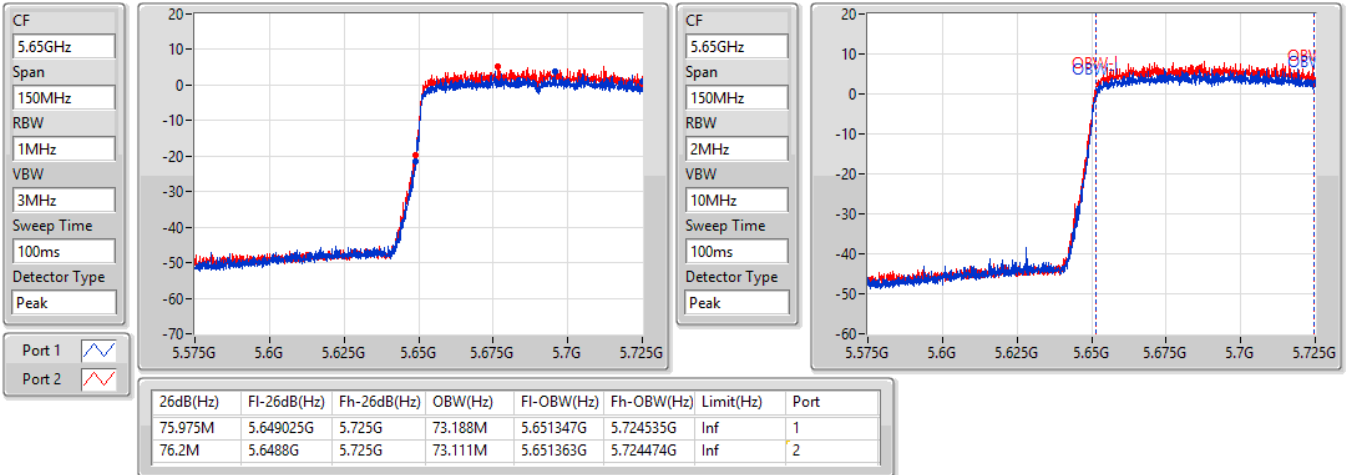 CF
5.65GHz
Span
150MHz
RBW
1MHz
VBW
3MHz
Sweep Time
100ms
Detector Type
Peak
Port 1
Port 2
20
10
0
-10
-20
-30
-40
-50
-60
-70
5.575G 5.6G 5.625G 5.65G 5.675G 5.7G 5.725G
CF
5.65GHz
Span
150MHz
RBW
2MHz
VBW
10MHz
Sweep Time
100ms
Detector Type
Peak
20
10
0
-10
-20
-30
-40
-50
-60
OBW-l
5.575G 5.6G 5.625G 5.65G 5.675G 5.7G 5.725G
26dB(Hz) Fl-26dB(Hz) Fh-26dB(Hz) OBW(Hz) Fl-OBW(Hz) Fh-OBW(Hz) Limit(Hz) Port
75.975M 5.649025G 5.725G 73.188M 5.651347G 5.724535G Inf 1
76.2M 5.6488G 5.725G 73.111M 5.651363G 5.724474G Inf 2